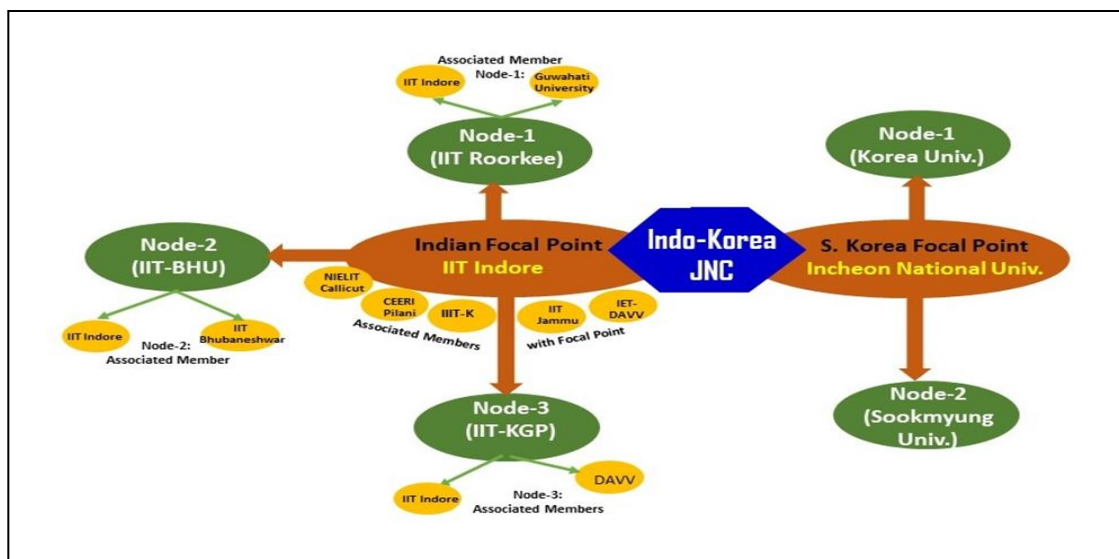 Associated Member
Node-1:
IIT Indore
Guwahati
University
Node-1
(IIT Roorkee)
Node-1
(Korea Univ.)
Node-2
(IIT-BHU)
Indian Focal Point
IIT Indore
Indo-Korea
JNC
S. Korea Focal Point
Incheon National Univ.
NIELIT
Callicut
CEERI
Pilani
IIIT-K
IIT
Jammu
IET-
DAVV
Associated Members
with Focal Point
IIT Indore
IIT
Bhubaneshwar
Node-2:
Associated Member
Node-3
(IIT-KGP)
Node-2
(Sookmyung
Univ.)
IIT Indore
DAVV
Node-3:
Associated Members